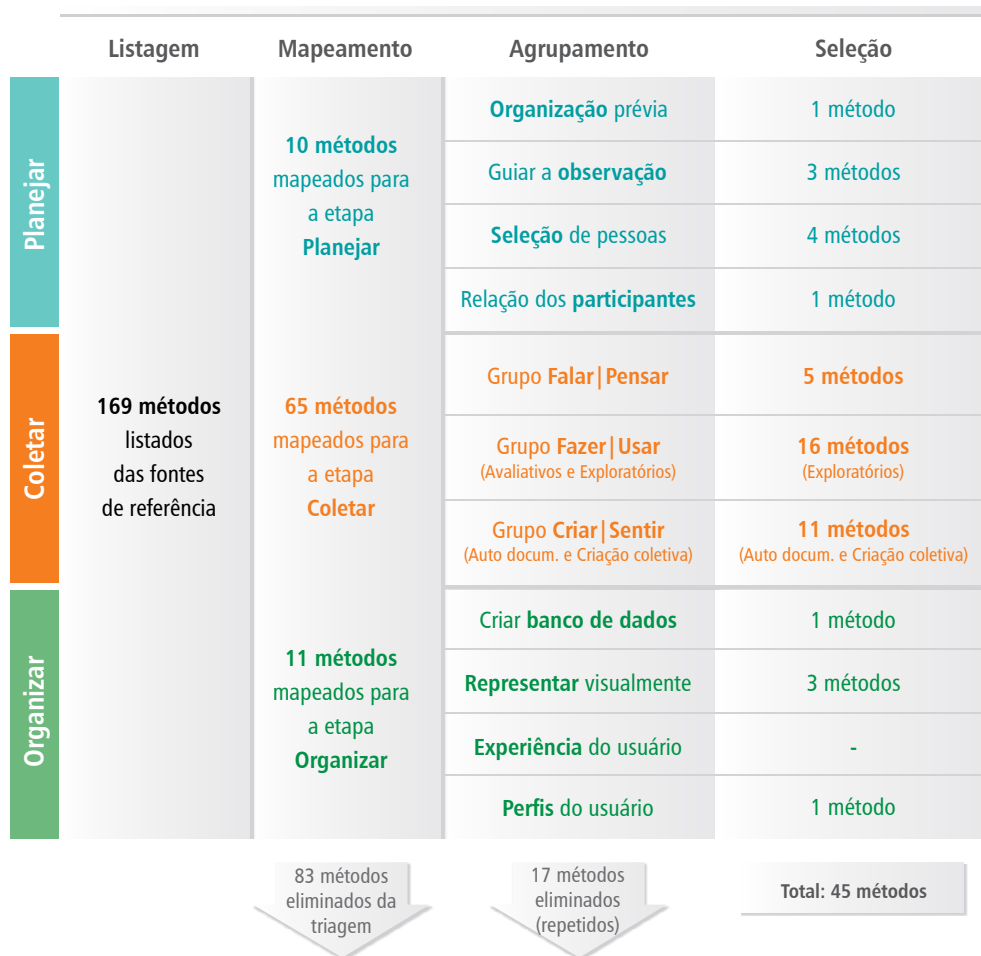 Listagem
Mapeamento
Agrupamento
Seleção
Planejar
10 métodos
mapeados para
a etapa
Planejar
Organização prévia
1 método
Guiar a observação
3 métodos
Seleção de pessoas
4 métodos
Relação dos participantes
1 método
Coletar
169 métodos
listados
das fontes
de referência
65 métodos
mapeados para
a etapa
Coletar
Grupo Falar|Pensar
5 métodos
Grupo Fazer|Usar
(Avaliativos e Exploratórios)
16 métodos
(Exploratórios)
Grupo Criar|Sentir
(Auto docum. e Criação coletiva)
11 métodos
(Auto docum. e Criação coletiva)
Organizar
11 métodos
mapeados para
a etapa
Organizar
Criar banco de dados
1 método
Representar visualmente
3 métodos
Experiência do usuário
-
Perfis do usuário
1 método
83 métodos
eliminados da
triagem
17 métodos
eliminados
(repetidos)
Total: 45 métodos